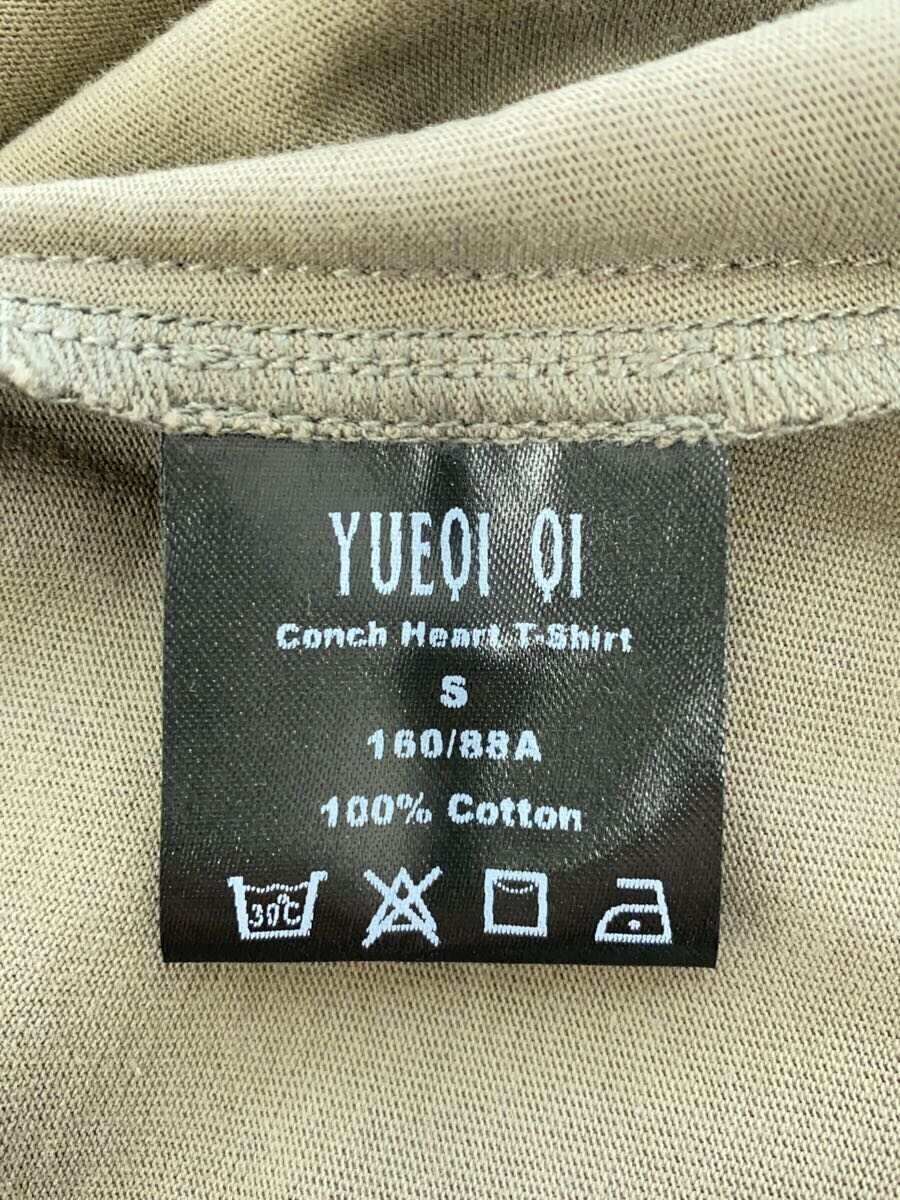 YUEQI QI
Conch Heart T-Shirt
S
160/88A
100% Cotton
30°C